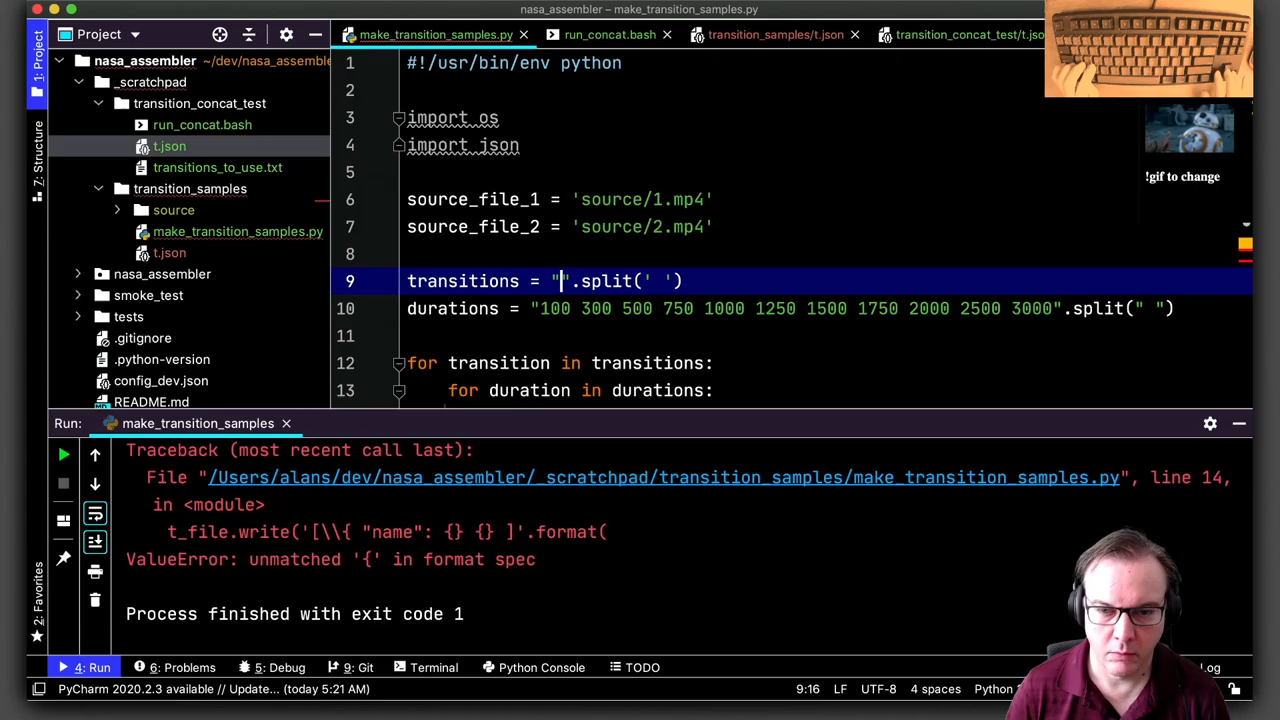 nasa_assembler – make_transition_samples.py
Project
make_transition_samples.py
run_concat.bash
transition_samples/t.json
transition_concat_test/t.jso
1: Project
7: Structure
2: Favorites
nasa_assembler ~/dev/nasa_assemble
_scratchpad
transition_concat_test
run_concat.bash
t.json
transitions_to_use.txt
transition_samples
source
make_transition_samples.py
t.json
nasa_assembler
smoke_test
tests
.gitignore
.python-version
config_dev.json
README.md
1 #!/usr/bin/env python
2
3 import os
4 import json
5
6 source_file_1 = 'source/1.mp4'
7 source_file_2 = 'source/2.mp4'
8
9 transitions = "".split(' ')
10 durations = "100 300 500 750 1000 1250 1500 1750 2000 2500 3000".split(" ")
11
12 for transition in transitions:
13 for duration in durations:
!gif to change
Run: make_transition_samples
Traceback (most recent call last):
File "/Users/alans/dev/nasa_assembler/_scratchpad/transition_samples/make_transition_samples.py", line 14,
in <module>
t_file.write('[\\{ "name": {} {} ]'.format(
ValueError: unmatched '{' in format spec
Process finished with exit code 1
4: Run
6: Problems
5: Debug
9: Git
Terminal
Python Console
TODO
Log
PyCharm 2020.2.3 available // Update... (today 5:21 AM)
9:16 LF UTF-8 4 spaces Python